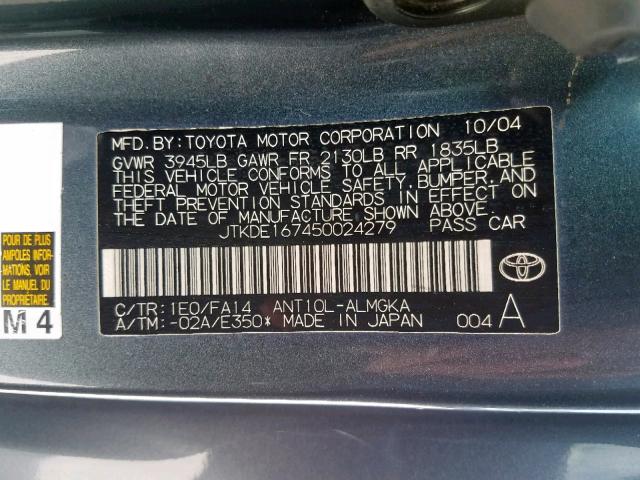 MFD.BY:TOYOTA MOTOR CORPORATION 10/04
GVWR 3945LB GAWR FR 2130LB RR 1835LB
THIS VEHICLE CONFORMS TO ALL APPLICABLE
FEDERAL MOTOR VEHICLE SAFETY, BUMPER, AND
THEFT PREVENTION STANDARDS IN EFFECT ON
THE DATE OF MANUFACTURE SHOWN ABOVE.
JTKDE167450024279 PASS CAR
C/TR:1E0/FA14 ANT10L-ALMGKA
A/TM:-02A/E350* MADE IN JAPAN 004 A
POUR DE PLUS
AMPLES INFOR-
MATIONS, VOIR
LE MANUEL DU
PROPRIÉTAIRE.
M 4